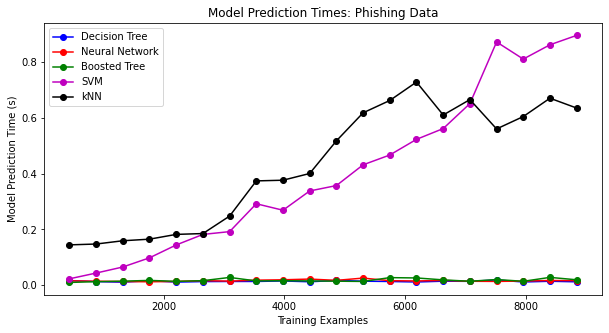 Model Prediction Times: Phishing Data
Decision Tree
Neural Network
Boosted Tree
SVM
kNN
Model Prediction Time (s)
0.8
0.6
0.4
0.2
0.0
2000 4000 6000 8000
Training Examples